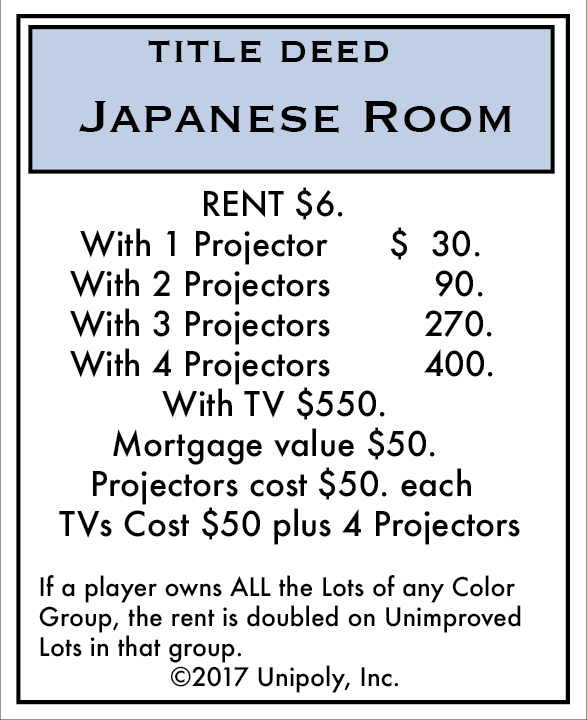 TITLE DEED
JAPANESE ROOM
RENT $6.
With 1 Projector $ 30.
With 2 Projectors 90.
With 3 Projectors 270.
With 4 Projectors 400.
With TV $550.
Mortgage value $50.
Projectors cost $50. each
TVs Cost $50 plus 4 Projectors
If a player owns ALL the Lots of any Color
Group, the rent is doubled on Unimproved
Lots in that group.
©2017 Unipoly, Inc.